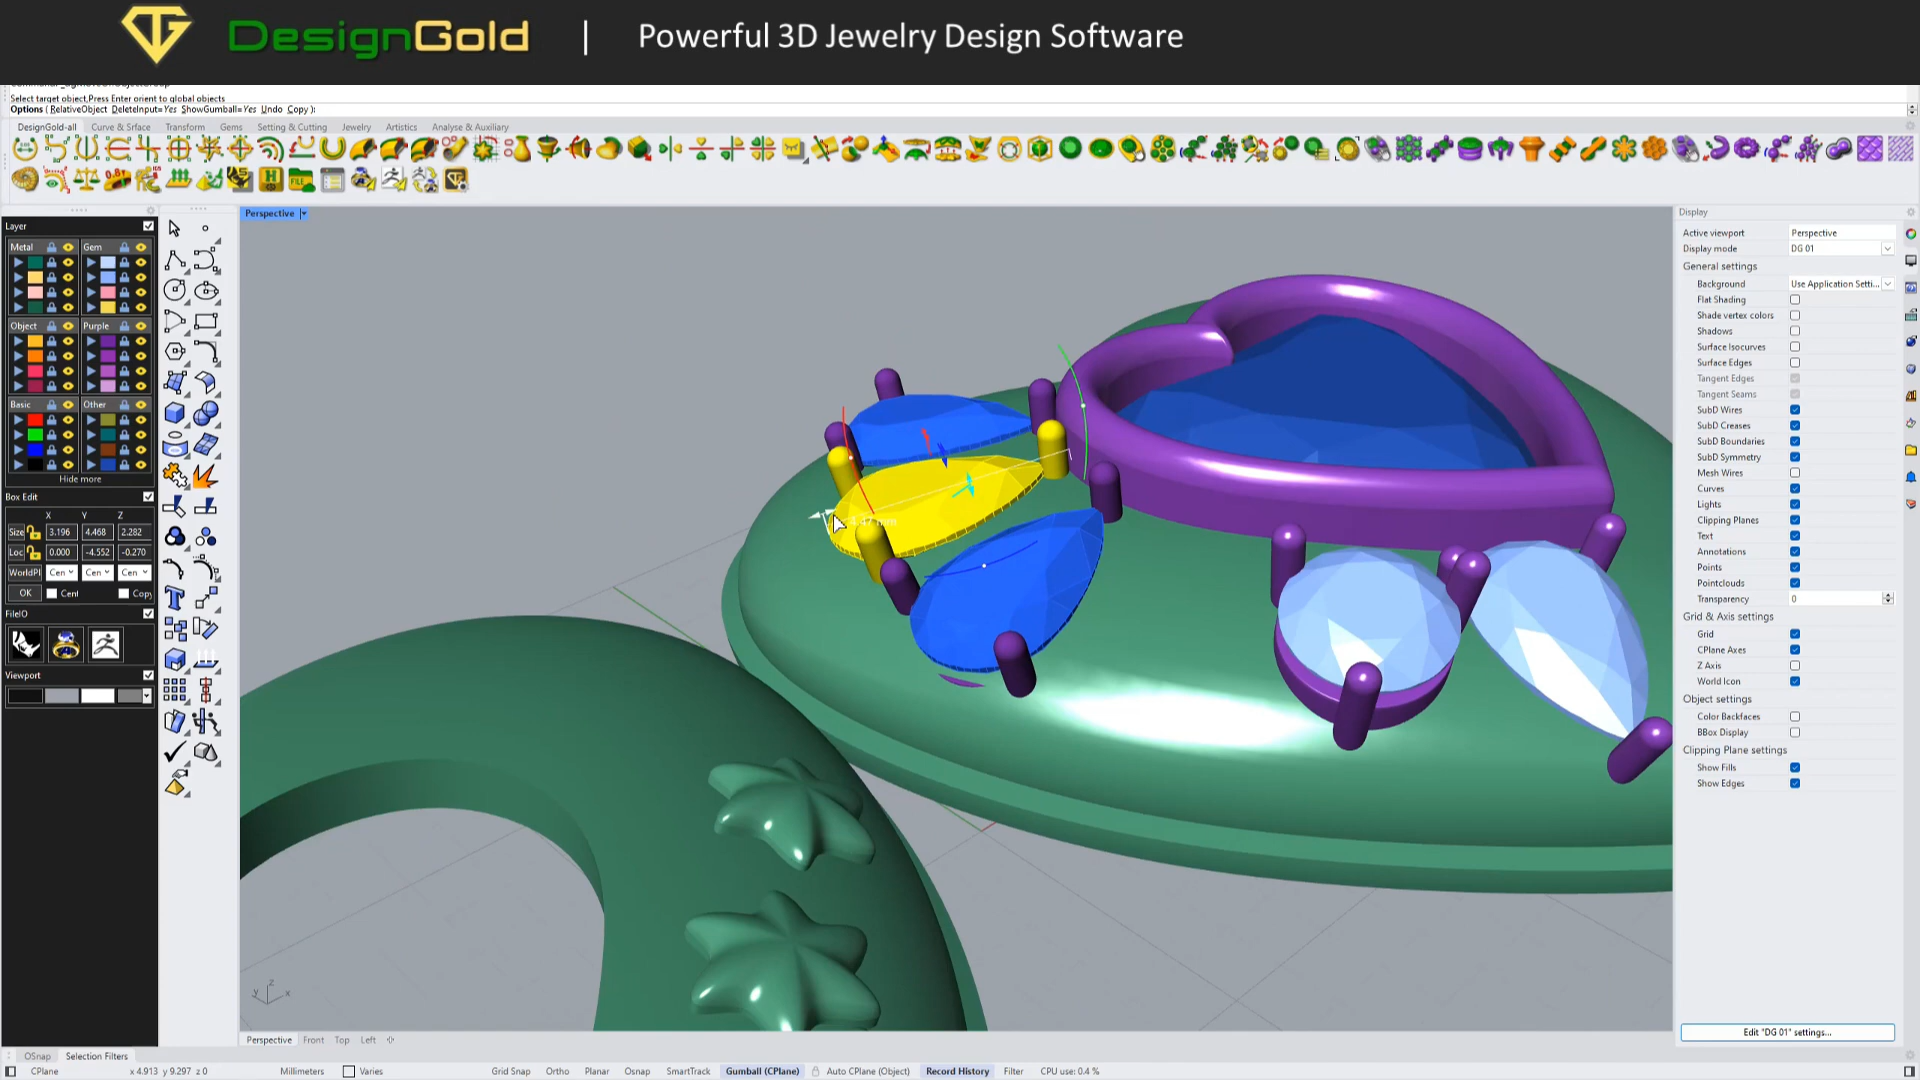 DesignGold | Powerful 3D Jewelry Design Software
Select target object,Press Enter orient to global objects
Options ( RelativeObject DeleteInput=Yes ShowGumball=Yes Undo Copy ):
DesignGold-all Curve & Srface Transform Gems Setting & Cutting Jewelry Artistics Analyse & Auxiliary
Layer
Metal Gem
Object Purple
Basic Other
Hide more
Box Edit
X Y Z
Size 3.196 4.468 2.282
Loc 0.000 -4.552 -0.270
WorldPl Cen Cen Cen
OK Cent Copy
FileIO
Viewport
Perspective
4.47 mm
z
y x
Display
Active viewport Perspective
Display mode DG 01
General settings
Background Use Application Setti...
Flat Shading
Shade vertex colors
Shadows
Surface Isocurves
Surface Edges
Tangent Edges
Tangent Seams
SubD Wires
SubD Creases
SubD Boundaries
SubD Symmetry
Mesh Wires
Curves
Lights
Clipping Planes
Text
Annotations
Points
Pointclouds
Transparency 0
Grid & Axis settings
Grid
CPlane Axes
Z Axis
World Icon
Object settings
Color Backfaces
BBox Display
Clipping Plane settings
Show Fills
Show Edges
Edit "DG 01" settings...
Perspective Front Top Left
OSnap Selection Filters
CPlane x 4.913 y 9.297 z 0 Millimeters Varies Grid Snap Ortho Planar Osnap SmartTrack Gumball (CPlane) Auto CPlane (Object) Record History Filter CPU use: 0.4 %